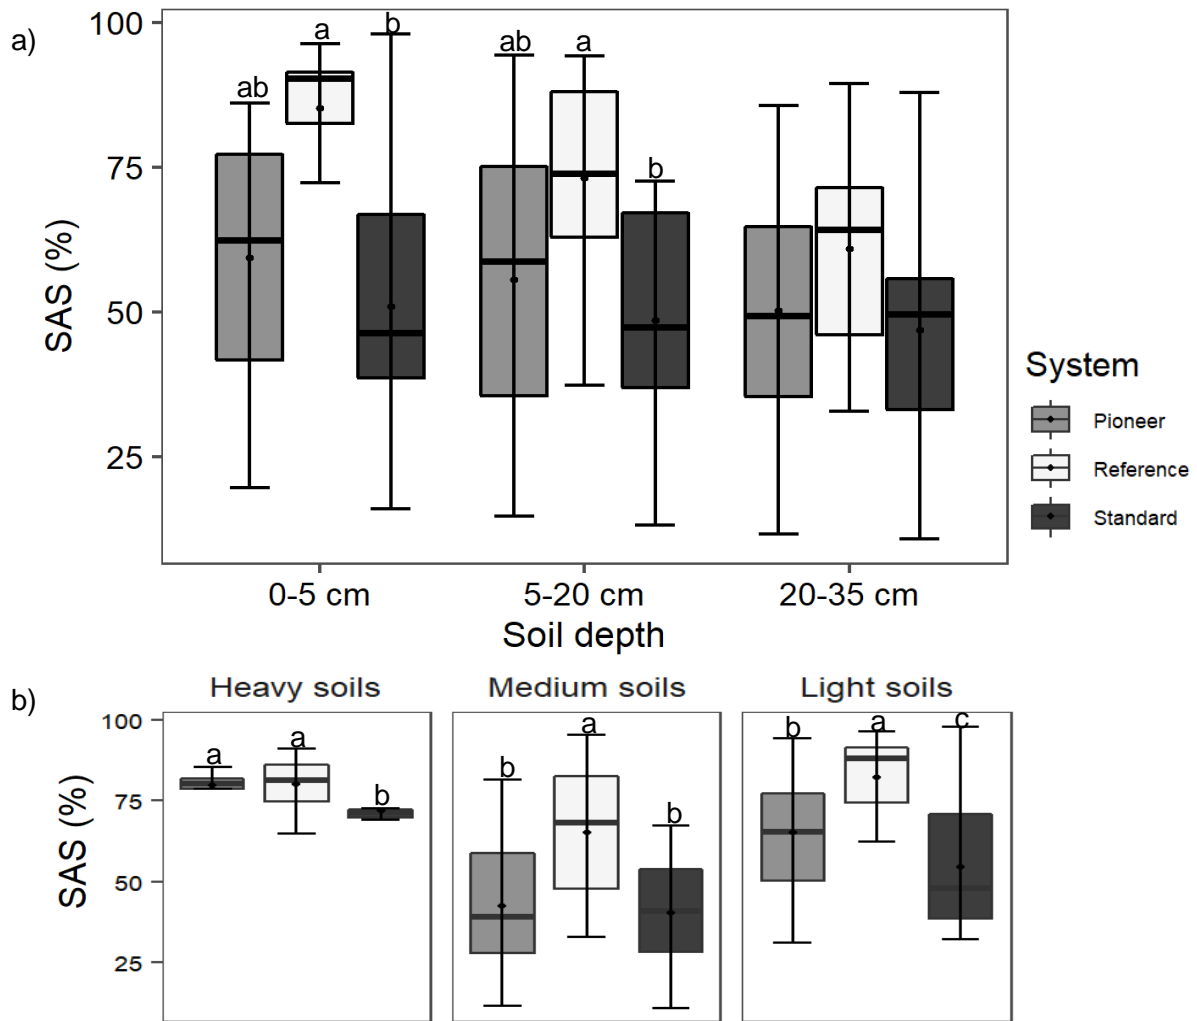 a)
100
75
50
25
SAS (%)
ab
a
b
ab
a
b
0-5 cm
5-20 cm
20-35 cm
Soil depth
System
Pioneer
Reference
Standard
b)
Heavy soils
Medium soils
Light soils
100
75
50
25
SAS (%)
a
a
b
b
a
b
b
a
c